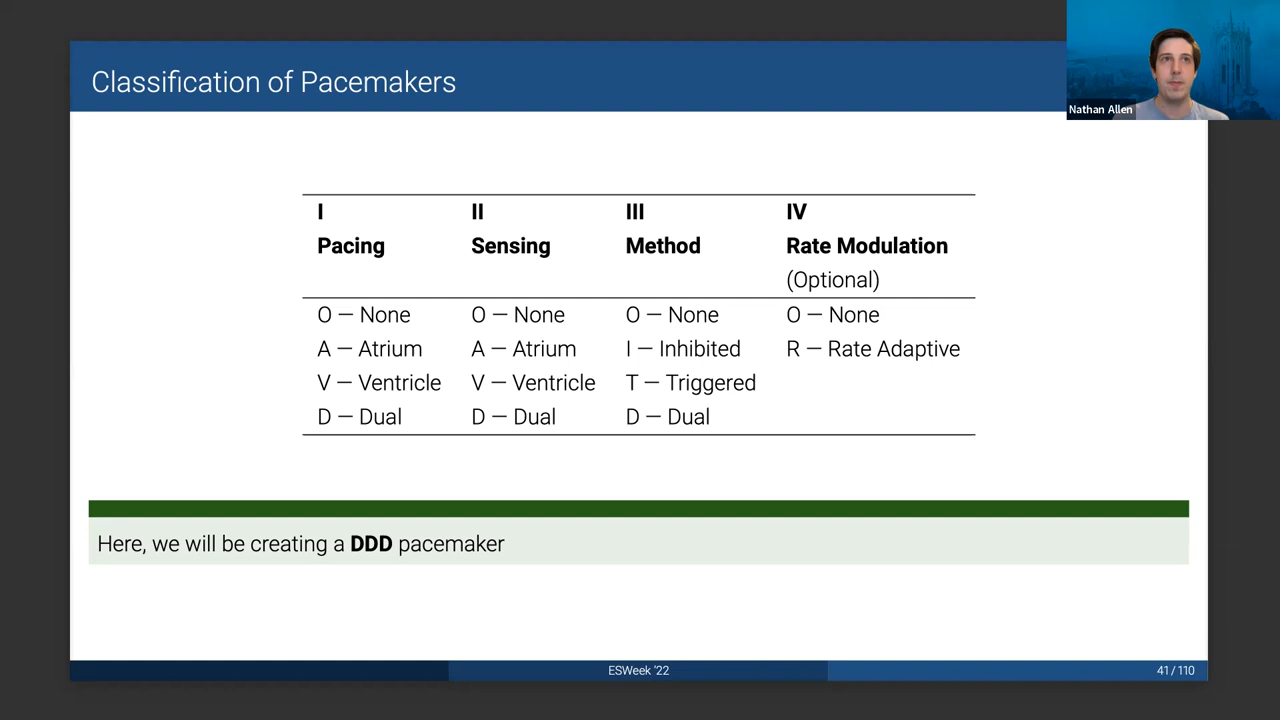 Classification of Pacemakers
Nathan Allen
I II III IV
Pacing Sensing Method Rate Modulation
(Optional)
O — None O — None O — None O — None
A — Atrium A — Atrium I — Inhibited R — Rate Adaptive
V — Ventricle V — Ventricle T — Triggered
D — Dual D — Dual D — Dual
Here, we will be creating a DDD pacemaker
ESWeek '22
41 / 110